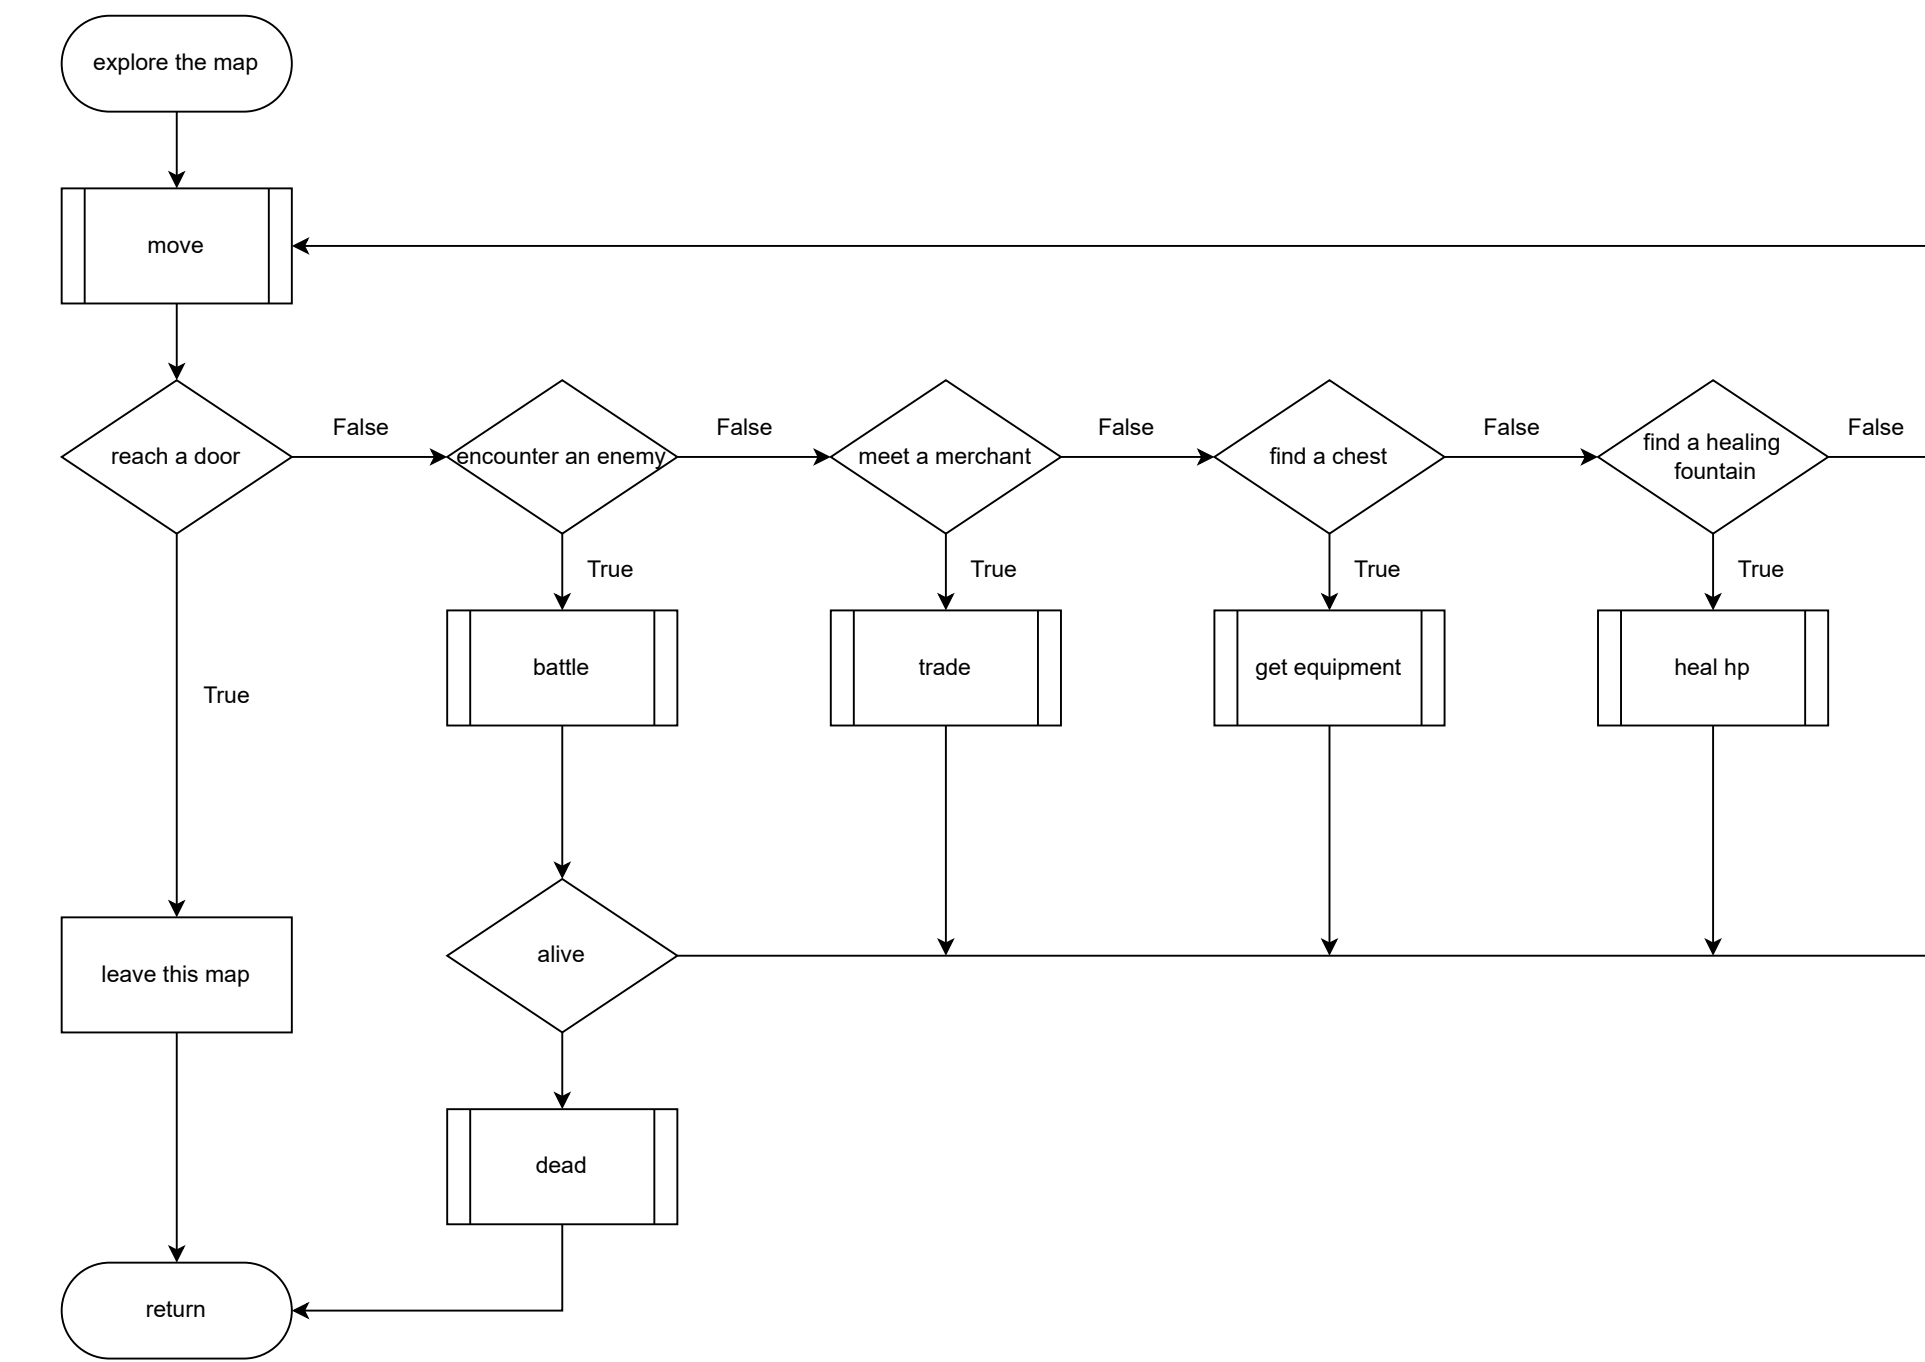 explore the map
move
reach a door
False
encounter an enemy
False
meet a merchant
False
find a chest
False
find a healing
fountain
False
True
True
True
True
battle
trade
get equipment
heal hp
True
alive
leave this map
dead
return